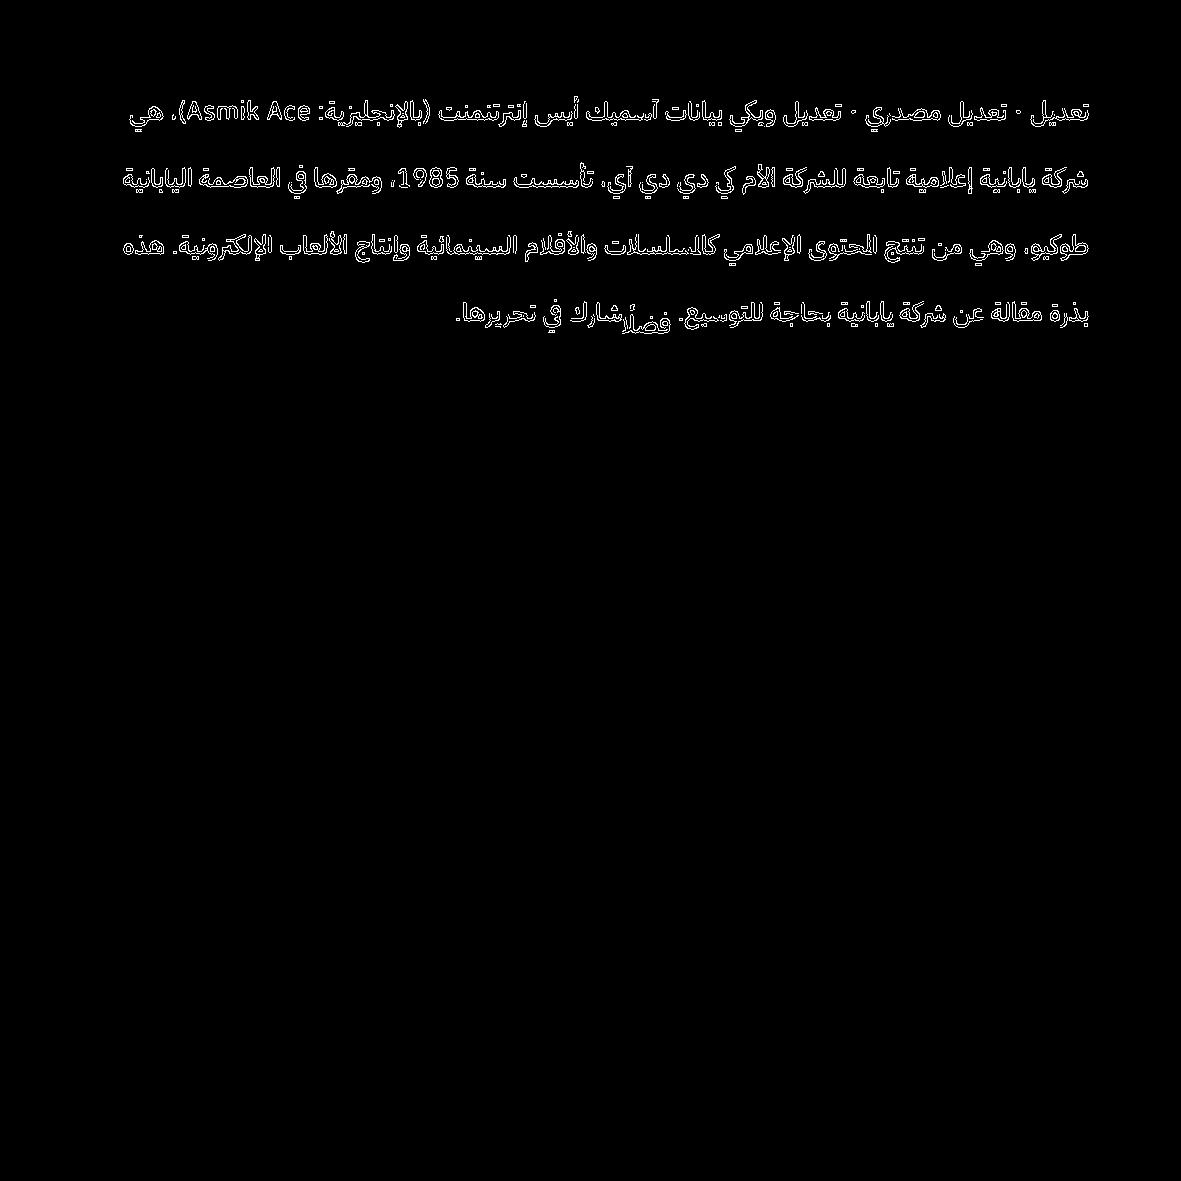 تعديل - تعديل مصدري - تعديل ويكي بيانات آسميك أيس إنترتنمنت (بالإنجليزية: Asmik Ace)، هي
شركة يابانية إعلامية تابعة للشركة الأم كي دي دي آي. تأسست سنة 1985، ومقرها في العاصمة اليابانية
طوكيو، وهي من تنتج المحتوى الإعلامي كالمسلسلات والأفلام السينمائية وإنتاج الألعاب الإلكترونية. هذه
بذرة مقالة عن شركة يابانية بحاجة للتوسيع. فضلًا شارك في تحريرها.